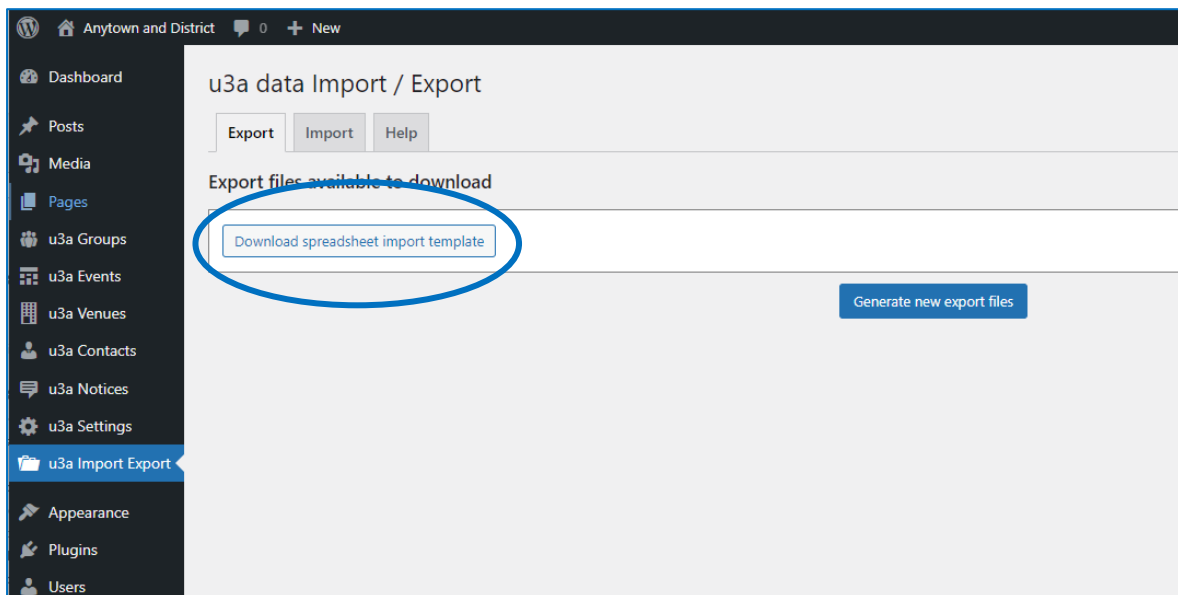 Anytown and District 0 New
Dashboard
Posts
Media
Pages
u3a Groups
u3a Events
u3a Venues
u3a Contacts
u3a Notices
u3a Settings
u3a Import Export
Appearance
Plugins
Users
u3a data Import / Export
Export Import Help
Export files available to download
Download spreadsheet import template
Generate new export files